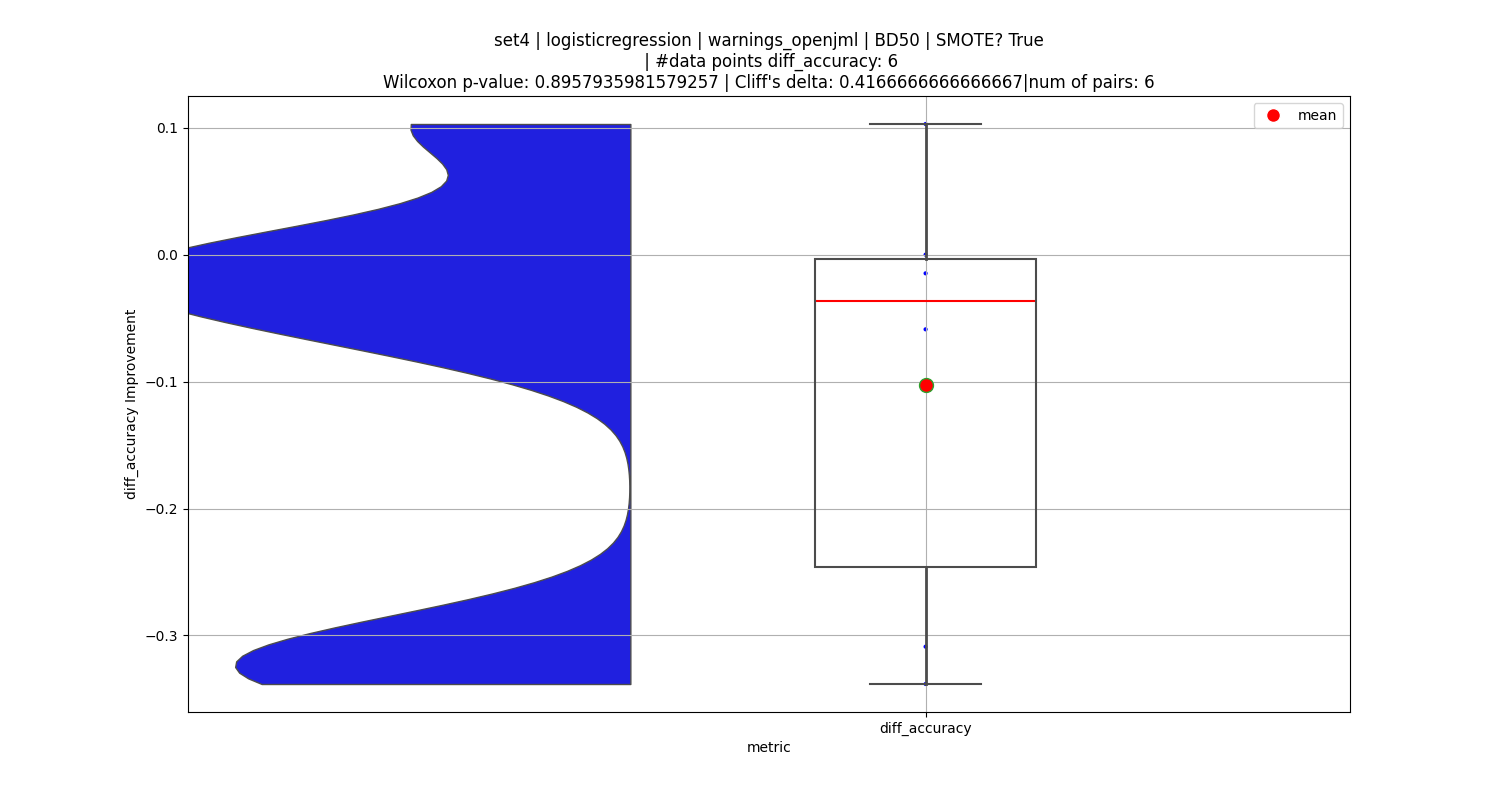 set4 | logisticregression | warnings_openjml | BD50 | SMOTE? True
| #data points diff_accuracy: 6
Wilcoxon p-value: 0.8957935981579257 | Cliff's delta: 0.4166666666666667|num of pairs: 6
mean
0.1
0.0
−0.1
−0.2
−0.3
diff_accuracy Improvement
diff_accuracy
metric